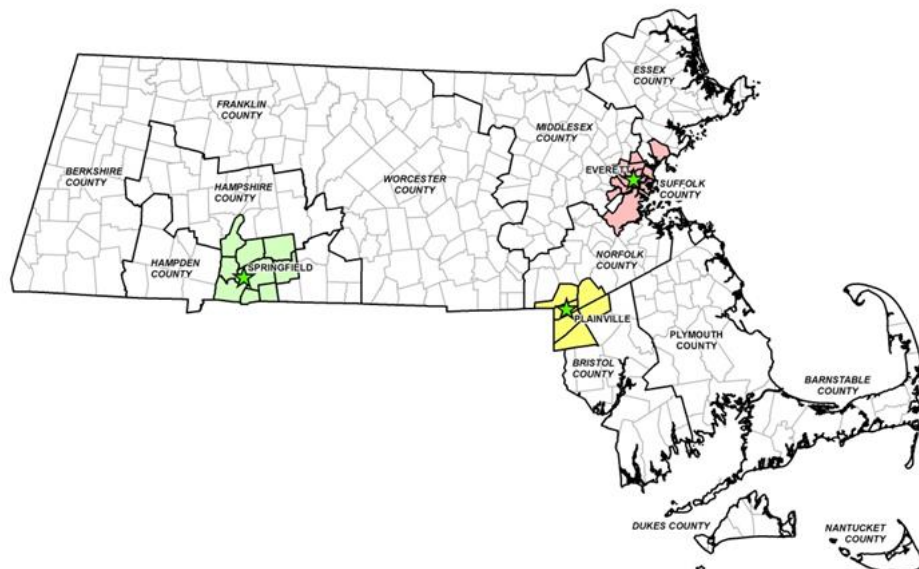 ESSEX
COUNTY
FRANKLIN
COUNTY
MIDDLESEX
COUNTY
BERKSHIRE
COUNTY
WORCESTER
COUNTY
EVERETT
HAMPSHIRE
COUNTY
SUFFOLK
COUNTY
HAMPDEN
COUNTY
SPRINGFIELD
NORFOLK
COUNTY
PLAINVILLE
PLYMOUTH
COUNTY
BRISTOL
COUNTY
BARNSTABLE
COUNTY
DUKES COUNTY
NANTUCKET
COUNTY